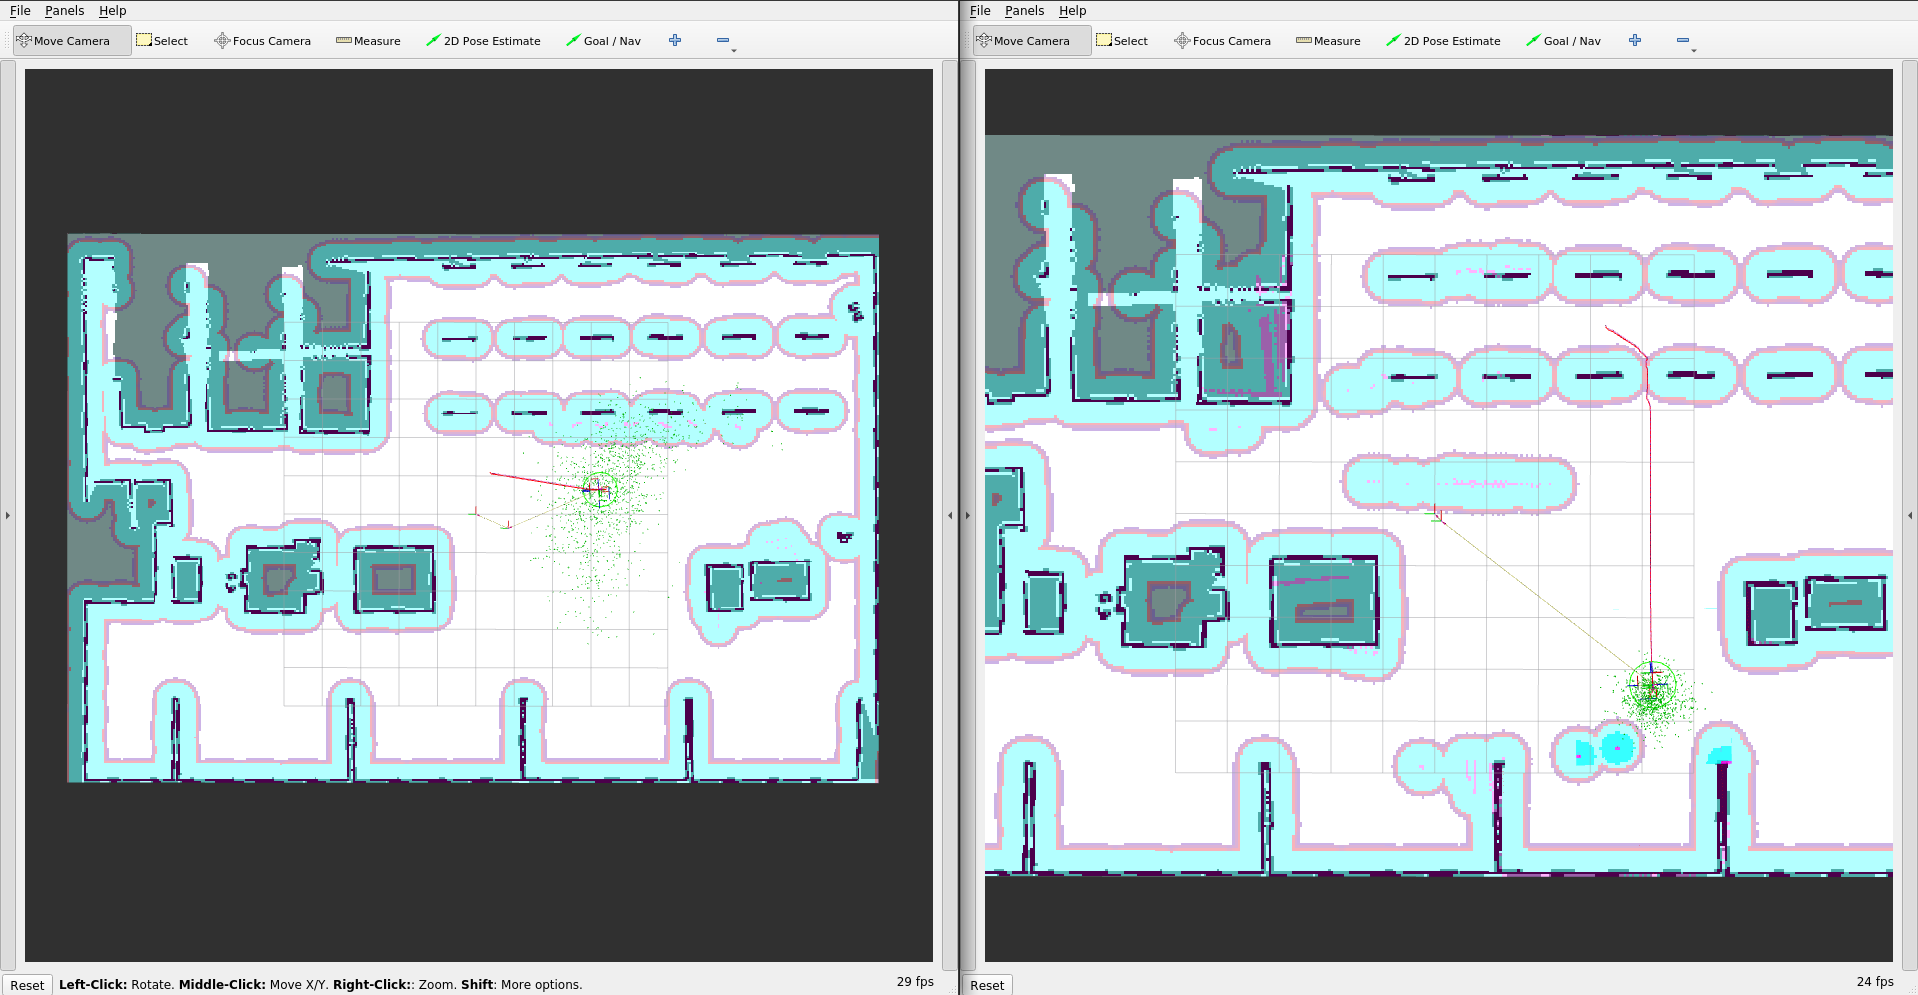 File Panels Help
Move Camera Select Focus Camera Measure 2D Pose Estimate Goal / Nav
Reset Left-Click: Rotate. Middle-Click: Move X/Y. Right-Click:: Zoom. Shift: More options. 29 fps
File Panels Help
Move Camera Select Focus Camera Measure 2D Pose Estimate Goal / Nav
Reset 24 fps